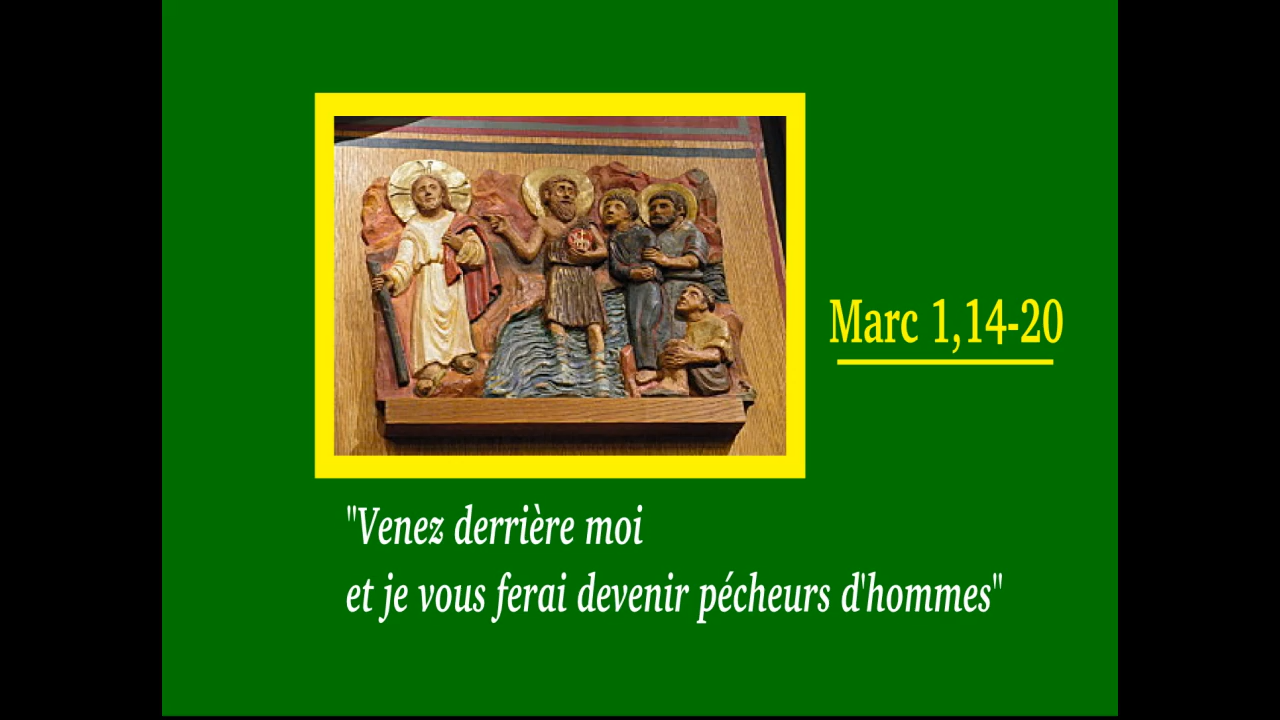 Marc 1,14-20
"Venez derrière moi
et je vous ferai devenir pécheurs d'hommes"